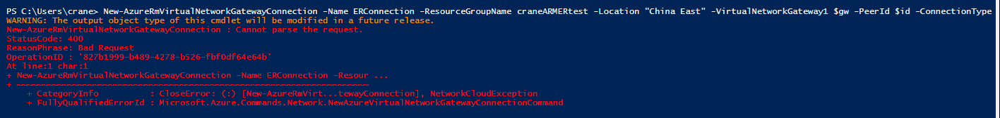 PS C:\Users\crane> New-AzureRmVirtualNetworkGatewayConnection -Name ERConnection -ResourceGroupName craneARMERtest -Location "China East" -VirtualNetworkGateway1 $gw -PeerId $id -ConnectionType
WARNING: The output object type of this cmdlet will be modified in a future release.
New-AzureRmVirtualNetworkGatewayConnection : Cannot parse the request.
StatusCode: 400
ReasonPhrase: Bad Request
OperationID : '827b1999-b489-4278-b526-fbf0df64e64b'
At line:1 char:1
+ New-AzureRmVirtualNetworkGatewayConnection -Name ERConnection -Resour ...
+ ~~~~~~~~~~~~~~~~~~~~~~~~~~~~~~~~~~~~~~~~~~~~~~~~~~~~~~~~~~~~~~~~~~~~~
    + CategoryInfo          : CloseError: (:) [New-AzureRmVirt...tewayConnection], NetworkCloudException
    + FullyQualifiedErrorId : Microsoft.Azure.Commands.Network.NewAzureVirtualNetworkGatewayConnectionCommand